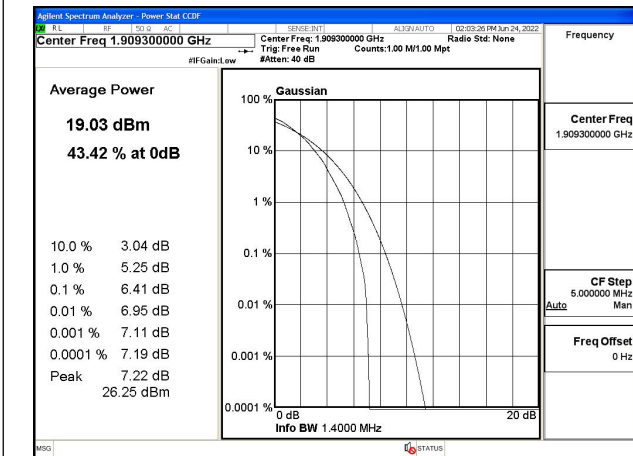 Agilent Spectrum Analyzer - Power Stat CCDF
LXI RL RF 50 Ω AC SENSE:INT ALIGNAUTO 02:03:26 PM Jun 24, 2022
Center Freq 1.909300000 GHz
Center Freq: 1.909300000 GHz Radio Std: None
Trig: Free Run Counts:1.00 M/1.00 Mpt
#IFGain:Low #Atten: 40 dB
Frequency
Average Power
19.03 dBm
43.42 % at 0dB
10.0 % 3.04 dB
1.0 % 5.25 dB
0.1 % 6.41 dB
0.01 % 6.95 dB
0.001 % 7.11 dB
0.0001 % 7.19 dB
Peak 7.22 dB
26.25 dBm
Gaussian
100 %
10 %
1 %
0.1 %
0.01 %
0.001 %
0.0001 %
0 dB 20 dB
Info BW 1.4000 MHz
Center Freq
1.909300000 GHz
CF Step
5.000000 MHz
Auto Man
Freq Offset
0 Hz
MSG STATUS